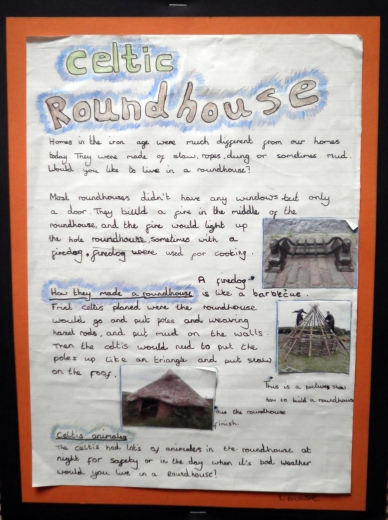 Celtic
Roundhouse
Homes in the iron age were much different from our homes
today. They were made of staw, ropes, dung or sometimes mud.
Would you like to live in a roundhouse?
Most roundhouses didn't have any windows but only
a door. They build a fire in the middle of the
roundhouse, and the fire would light up
the hole roundhouse sometimes with a
firedog. firedog were used for cooking.
A firedog
How they made a roundhouse is like a barbecue.
First celtis planed were the roundhouse
would go and put pole and weaving
hazel rods, and put mud on the walls.
Then the celtis would need to put the
poles up like an triangle and put staw
on the roof.
This is a picture
how to build a roundhouse
This the roundhouse
finish.
Celtis animales
The celtis had lots of animales in the roundhouse at
night for safety or in the day when it's bad weather
would you live in a Roundhouse!